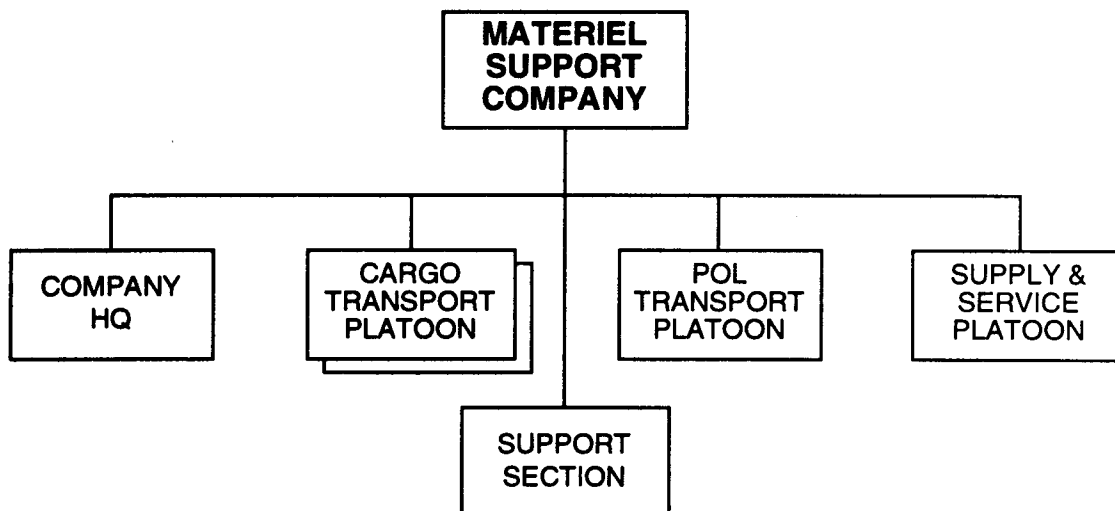 MATERIEL
SUPPORT
COMPANY
COMPANY
HQ
CARGO
TRANSPORT
PLATOON
POL
TRANSPORT
PLATOON
SUPPLY &
SERVICE
PLATOON
SUPPORT
SECTION